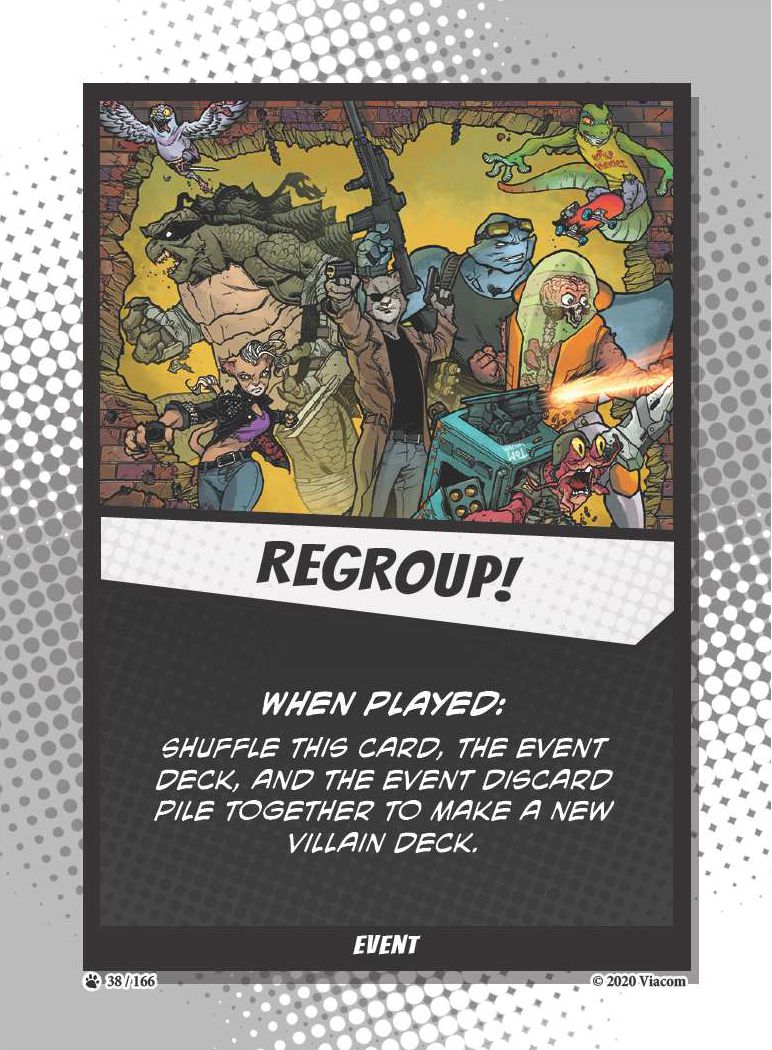 REGROUP!
WHEN PLAYED:
SHUFFLE THIS CARD, THE EVENT
DECK, AND THE EVENT DISCARD
PILE TOGETHER TO MAKE A NEW
VILLAIN DECK.
EVENT
38 / 166
© 2020 Viacom